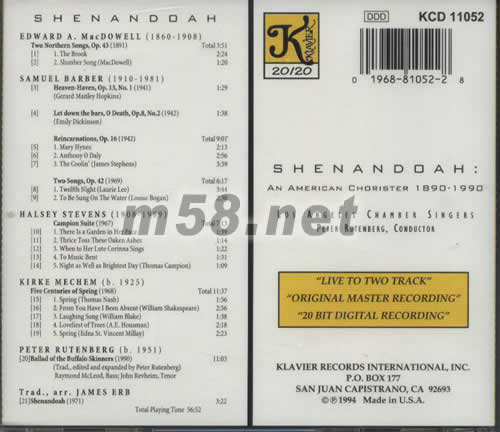 SHENANDOAH
EDWARD A. MacDOWELL (1860-1908)
Two Northern Songs, Op. 43 (1891) Total 3:51
[1] 1. The Brook 2:24
[2] 2. Slumber Song (MacDowell) 1:20
SAMUEL BARBER (1910-1981)
[3] Heaven-Haven, Op. 13, No. 1 (1941) 1:29
(Gerard Manley Hopkins)
[4] Let down the bars, O Death, Op.8, No.2 (1942) 1:38
(Emily Dickinson)
Reincarnations, Op. 16 (1942) Total 9:07
[5] 1. Mary Hynes 2:13
[6] 2. Anthony O Daly 2:56
[7] 3. The Coolin' (James Stephens) 3:39
Two Songs, Op. 42 (1969) Total 6:17
[8] 1. Twelfth Night (Laurie Lee) 3:44
[9] 2. To Be Sung On The Water (Louise Bogan)
HALSEY STEVENS (1908-1989)
Campion Suite (1967) Total 7:13
[10] 1. There Is a Garden in Her Face
[11] 2. Thrice Toss These Oaken Ashes 1:14
[12] 3. When to Her Lute Corinna Sings 1:22
[13] 4. To Music Bent 1:31
[14] 5. Night as Well as Brightest Day (Thomas Campion) 1:09
KIRKE MECHEM (b. 1925)
Five Centuries of Spring (1968) Total 11:37
[15] 1. Spring (Thomas Nash) 1:56
[16] 2. From You Have I Been Absent (William Shakespeare) 2:36
[17] 3. Laughing Song (William Blake) 1:38
[18] 4. Loveliest of Trees (A.E. Housman) 2:18
[19] 5. Spring (Edna St. Vincent Millay) 2:23
PETER RUTENBERG (b. 1951)
[20] Ballad of the Buffalo Skinners (1990) 11:03
(Trad., edited and expanded by Peter Rutenberg)
Raymond McLeod, Bass; John Revheim, Tenor
Trad., arr. JAMES ERB
[21] Shenandoah (1971) 3:22
Total Playing Time 56:52
m58.net
KLAVIER
20/20
DDD
KCD 11052
0 1968-81052-2 8
SHENANDOAH:
AN AMERICAN CHORISTER 1890-1990
LOS ANGELES CHAMBER SINGERS
PETER RUTENBERG, CONDUCTOR
"LIVE TO TWO TRACK"
"ORIGINAL MASTER RECORDING"
"20 BIT DIGITAL RECORDING"
KLAVIER RECORDS INTERNATIONAL, INC.
P.O. BOX 177
SAN JUAN CAPISTRANO, CA 92693
©℗1994 Made in U.S.A.